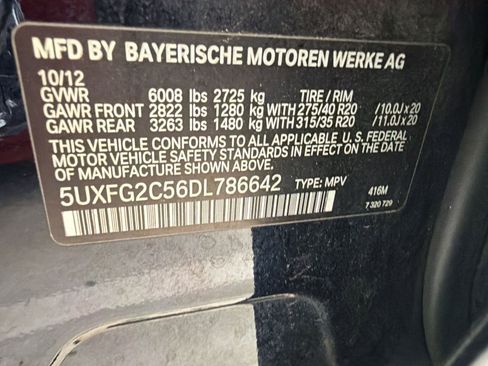 MFD BY BAYERISCHE MOTOREN WERKE AG
10/12
GVWR 6008 lbs 2725 kg TIRE / RIM
GAWR FRONT 2822 lbs 1280 kg WITH 275/40 R20 /10.0J x 20
GAWR REAR 3263 lbs 1480 kg WITH 315/35 R20 /11.0J x 20
THIS VEHICLE CONFORMS TO ALL APPLICABLE U. S. FEDERAL
MOTOR VEHICLE SAFETY STANDARDS IN EFFECT ON THE DATE
OF MANUFACTURE SHOWN ABOVE.
5UXFG2C56DL786642 TYPE: MPV 416M
7 320 729